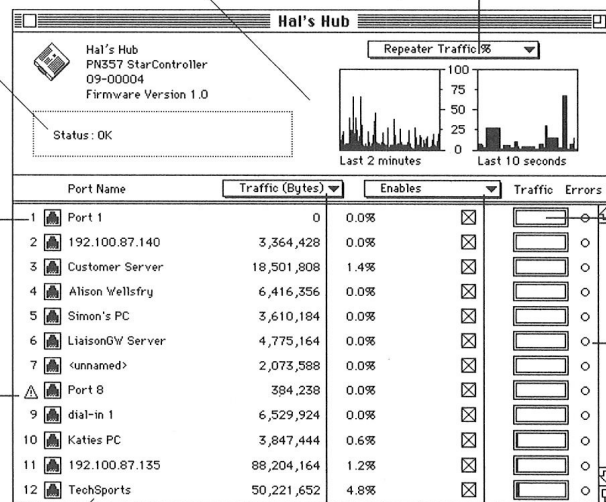 Hal's Hub
Hal's Hub
PN357 StarController
09-00004
Firmware Version 1.0
Status: OK
Repeater Traffic %
100
75
50
25
0
Last 2 minutes
Last 10 seconds
Port Name Traffic (Bytes) Enables Traffic Errors
1 Port 1 0 0.0%
2 192.100.87.140 3,364,428 0.0%
3 Customer Server 18,501,808 1.4%
4 Alison Wellsfry 6,416,356 0.0%
5 Simon's PC 3,610,184 0.0%
6 LiaisonGW Server 4,775,164 0.0%
7 <unnamed> 2,073,588 0.0%
Port 8 384,238 0.0%
9 dial-in 1 6,529,924 0.0%
10 Katies PC 3,847,444 0.6%
11 192.100.87.135 88,204,164 1.2%
12 TechSports 50,221,652 4.8%